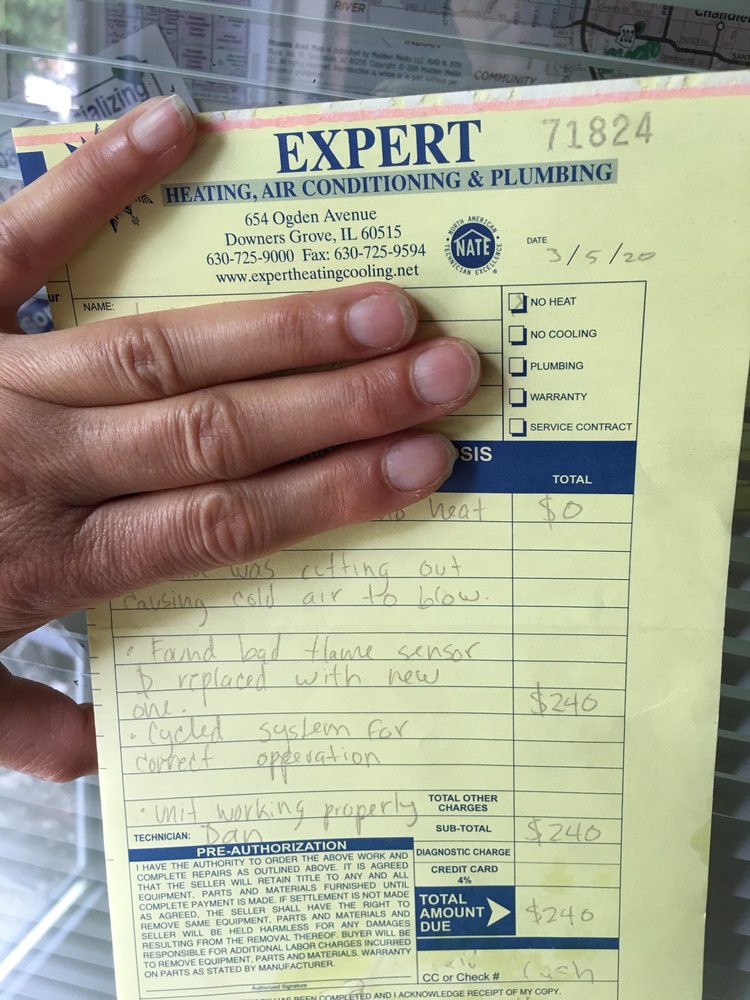 RIVER
Chandler
202
COMMUNITY
ializing
EXPERT
71824
HEATING, AIR CONDITIONING & PLUMBING
654 Ogden Avenue
Downers Grove, IL 60515
630-725-9000 Fax: 630-725-9594
www.expertheatingcooling.net
NORTH AMERICAN
NATE
TECHNICIAN EXCELLENCE
DATE
3/5/20
ur
NAME:
NO HEAT
NO COOLING
PLUMBING
WARRANTY
SERVICE CONTRACT
OSIS
TOTAL
heat $0
was cutting out
causing cold air to blow.
• Found bad flame sensor
& replaced with new
one. $240
• Cycled system for
correct opperation
• unit working properly
TOTAL OTHER
CHARGES
TECHNICIAN: Dan
SUB-TOTAL $240
PRE-AUTHORIZATION
I HAVE THE AUTHORITY TO ORDER THE ABOVE WORK AND
COMPLETE REPAIRS AS OUTLINED ABOVE. IT IS AGREED
THAT THE SELLER WILL RETAIN TITLE TO ANY AND ALL
EQUIPMENT, PARTS AND MATERIALS FURNISHED UNTIL
COMPLETE PAYMENT IS MADE. IF SETTLEMENT IS NOT MADE
AS AGREED, THE SELLER SHALL HAVE THE RIGHT TO
REMOVE SAME EQUIPMENT, PARTS AND MATERIALS AND
SELLER WILL BE HELD HARMLESS FOR ANY DAMAGES
RESULTING FROM THE REMOVAL THEREOF. BUYER WILL BE
RESPONSIBLE FOR ADDITIONAL LABOR CHARGES INCURRED
TO REMOVE EQUIPMENT, PARTS AND MATERIALS. WARRANTY
ON PARTS AS STATED BY MANUFACTURER.
Authorized Signature
DIAGNOSTIC CHARGE
CREDIT CARD
4%
TOTAL
AMOUNT
DUE
$240
CC or Check # Cash
BEEN COMPLETED AND I ACKNOWLEDGE RECEIPT OF MY COPY.